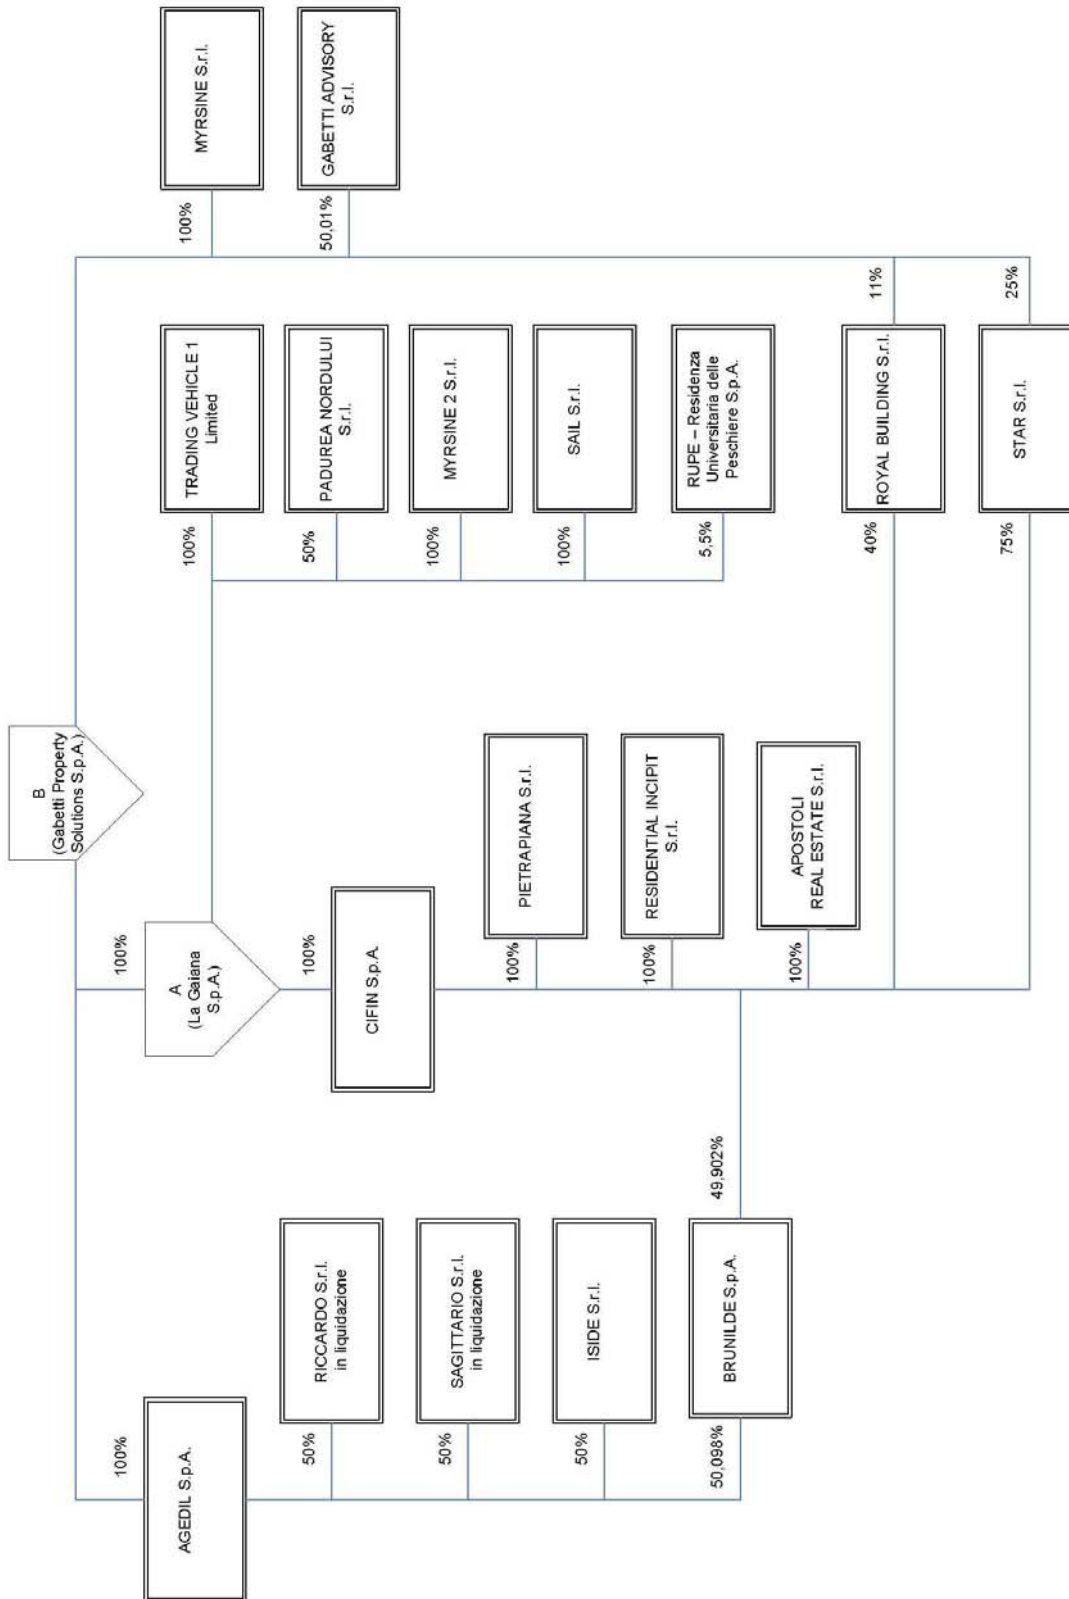 B
(Gabetti Property
Solutions S.p.A.)
100%
AGEDIL S.p.A.
50%
RICCARDO S.r.l.
in liquidazione
50%
SAGITTARIO S.r.l.
in liquidazione
50%
ISIDE S.r.l.
50,098%
BRUNILDE S.p.A.
49,902%
100%
A
(La Gaiana
S.p.A.)
100%
CIFIN S.p.A.
100%
PIETRAPIANA S.r.l.
100%
RESIDENTIAL INCIPIT
S.r.l.
100%
APOSTOLI
REAL ESTATE S.r.l.
100%
TRADING VEHICLE 1
Limited
50%
PADUREA NORDULUI
S.r.l.
100%
MYRSINE 2 S.r.l.
100%
SAIL S.r.l.
5,5%
RUPE – Residenza
Universitaria delle
Peschiere S.p.A.
40%
ROYAL BUILDING S.r.l.
11%
75%
STAR S.r.l.
25%
100%
MYRSINE S.r.l.
50,01%
GABETTI ADVISORY
S.r.l.